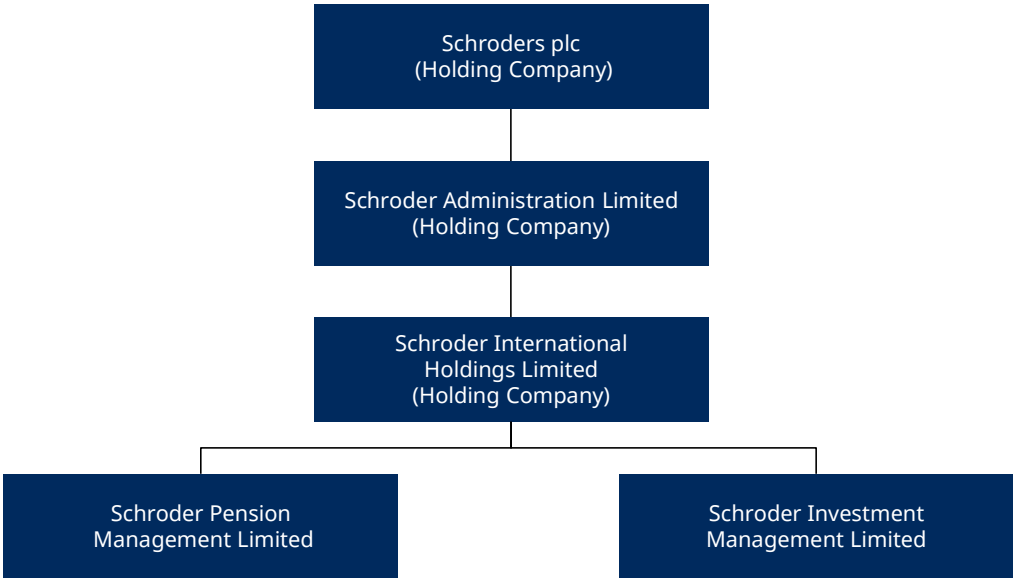 Schroders plc
(Holding Company)
Schroder Administration Limited
(Holding Company)
Schroder International
Holdings Limited
(Holding Company)
Schroder Pension
Management Limited
Schroder Investment
Management Limited